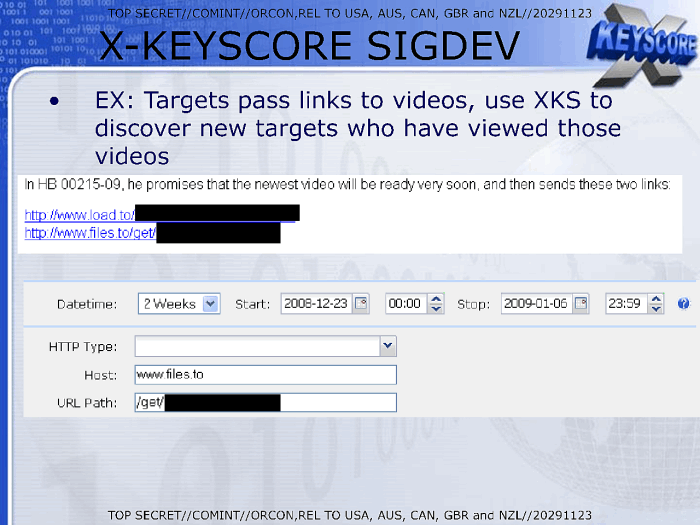 TOP SECRET//COMINT//ORCON,REL TO USA, AUS, CAN, GBR and NZL//20291123
X-KEYSCORE SIGDEV
KEYSCORE
X
• EX: Targets pass links to videos, use XKS to
discover new targets who have viewed those
videos
In HB 00215-09, he promises that the newest video will be ready very soon, and then sends these two links:
http://www.load.to/
http://www.files.to/get/
Datetime: 2 Weeks Start: 2008-12-23 00:00 Stop: 2009-01-06 23:59
HTTP Type:
Host: www.files.to
URL Path: /get/
TOP SECRET//COMINT//ORCON,REL TO USA, AUS, CAN, GBR and NZL//20291123